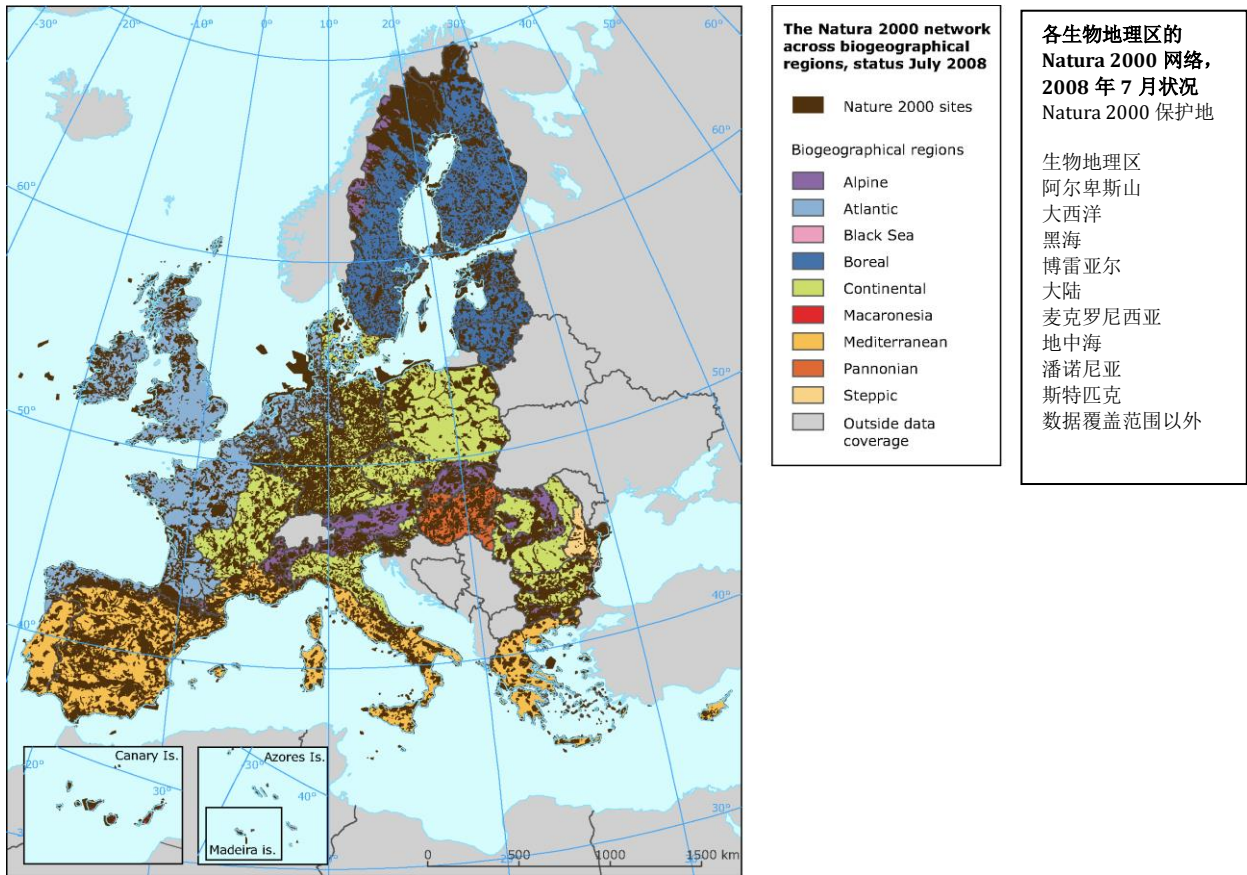 -30°
-20°
-10°
0°
10°
20°
30°
40°
50°
60°
70°
60°
60°
50°
50°
40°
40°
30°
0°
10°
20°
30°
Canary Is.
-20°
30°
Azores Is.
-30°
40°
Madeira is.
0
500
1000
1500 km
The Natura 2000 network
across biogeographical
regions, status July 2008
Nature 2000 sites
Biogeographical regions
Alpine
Atlantic
Black Sea
Boreal
Continental
Macaronesia
Mediterranean
Pannonian
Steppic
Outside data
coverage
各生物地理区的
Natura 2000 网络，
2008 年 7 月状况
Natura 2000 保护地
生物地理区
阿尔卑斯山
大西洋
黑海
博雷亚尔
大陆
麦克罗尼西亚
地中海
潘诺尼亚
斯特匹克
数据覆盖范围以外